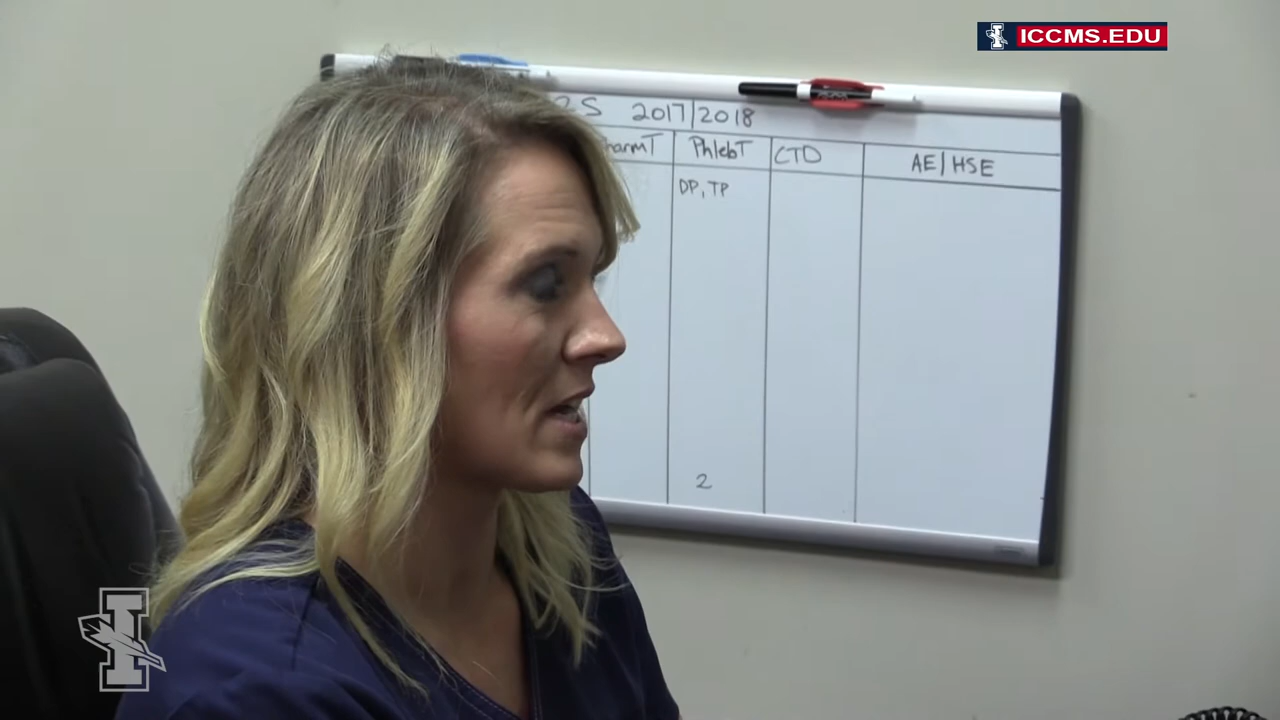 ICCMS.EDU
2017/2018
PhlebT CTD AE/HSE
DP, TP
2
I